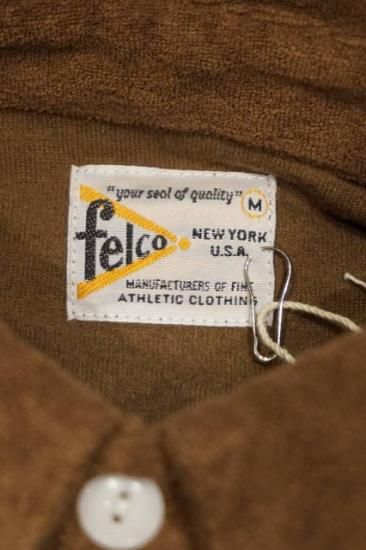 "your seal of quality" M
felco
NEW YORK
U.S.A.
MANUFACTURERS OF FINE
ATHLETIC CLOTHING